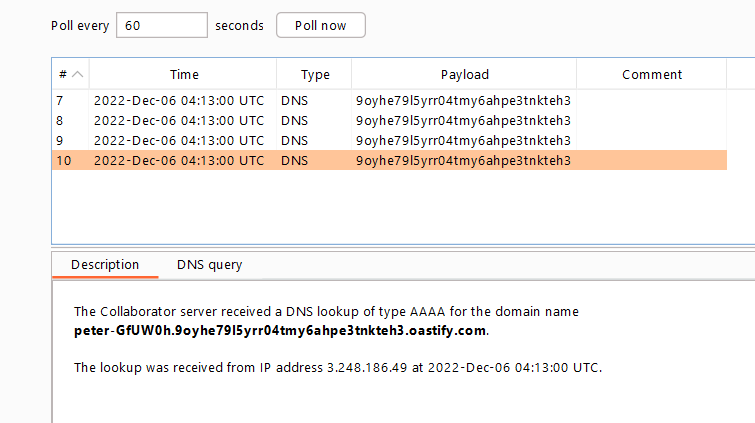 Poll every 60 seconds Poll now
# Time Type Payload Comment
7 2022-Dec-06 04:13:00 UTC DNS 9oyhe79l5yrr04tmy6ahpe3tnkteh3
8 2022-Dec-06 04:13:00 UTC DNS 9oyhe79l5yrr04tmy6ahpe3tnkteh3
9 2022-Dec-06 04:13:00 UTC DNS 9oyhe79l5yrr04tmy6ahpe3tnkteh3
10 2022-Dec-06 04:13:00 UTC DNS 9oyhe79l5yrr04tmy6ahpe3tnkteh3
Description DNS query
The Collaborator server received a DNS lookup of type AAAA for the domain name
peter-GfUW0h.9oyhe79l5yrr04tmy6ahpe3tnkteh3.oastify.com.
The lookup was received from IP address 3.248.186.49 at 2022-Dec-06 04:13:00 UTC.